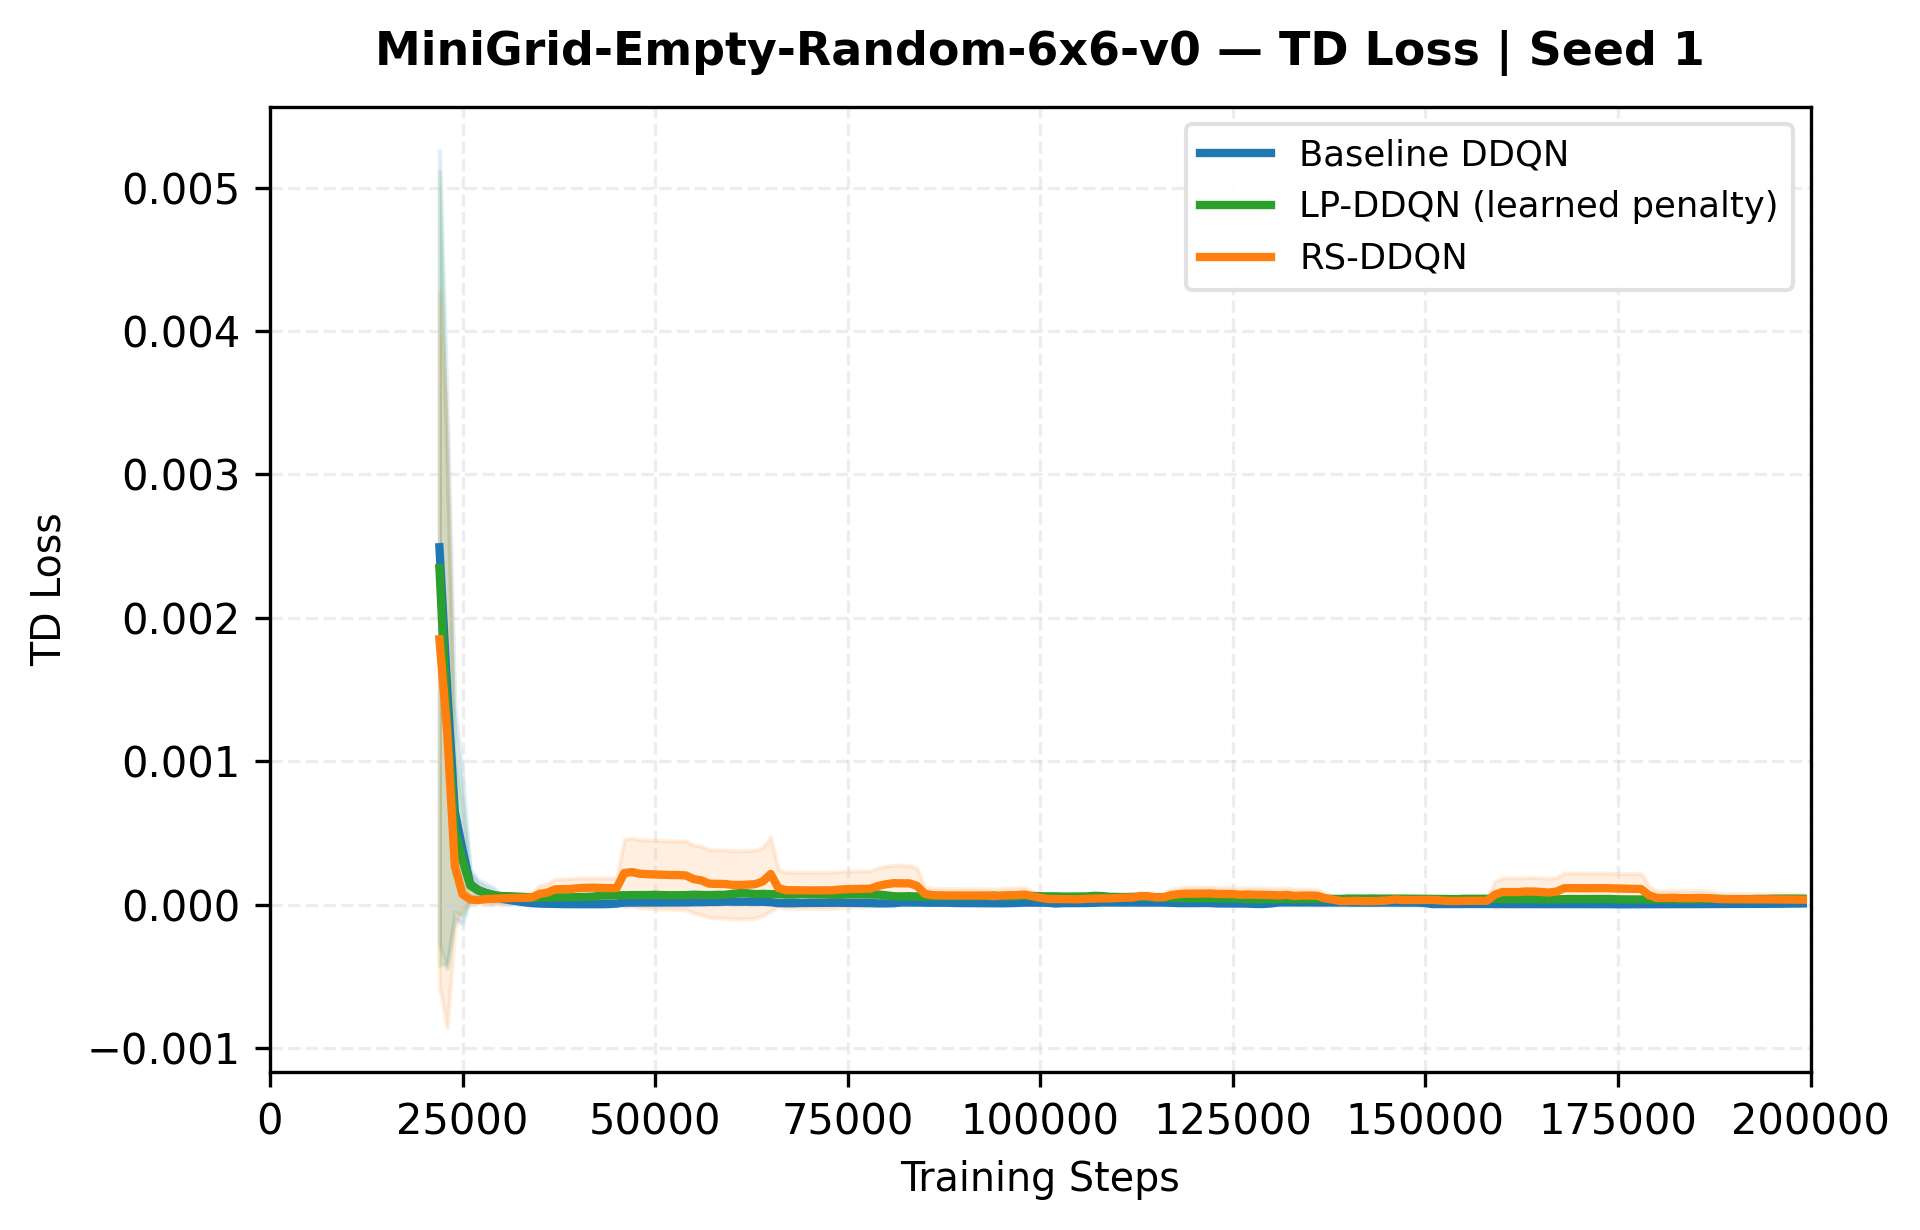 MiniGrid-Empty-Random-6x6-v0 — TD Loss | Seed 1
Baseline DDQN
LP-DDQN (learned penalty)
RS-DDQN
TD Loss
0.005
0.004
0.003
0.002
0.001
0.000
−0.001
0 25000 50000 75000 100000 125000 150000 175000 200000
Training Steps